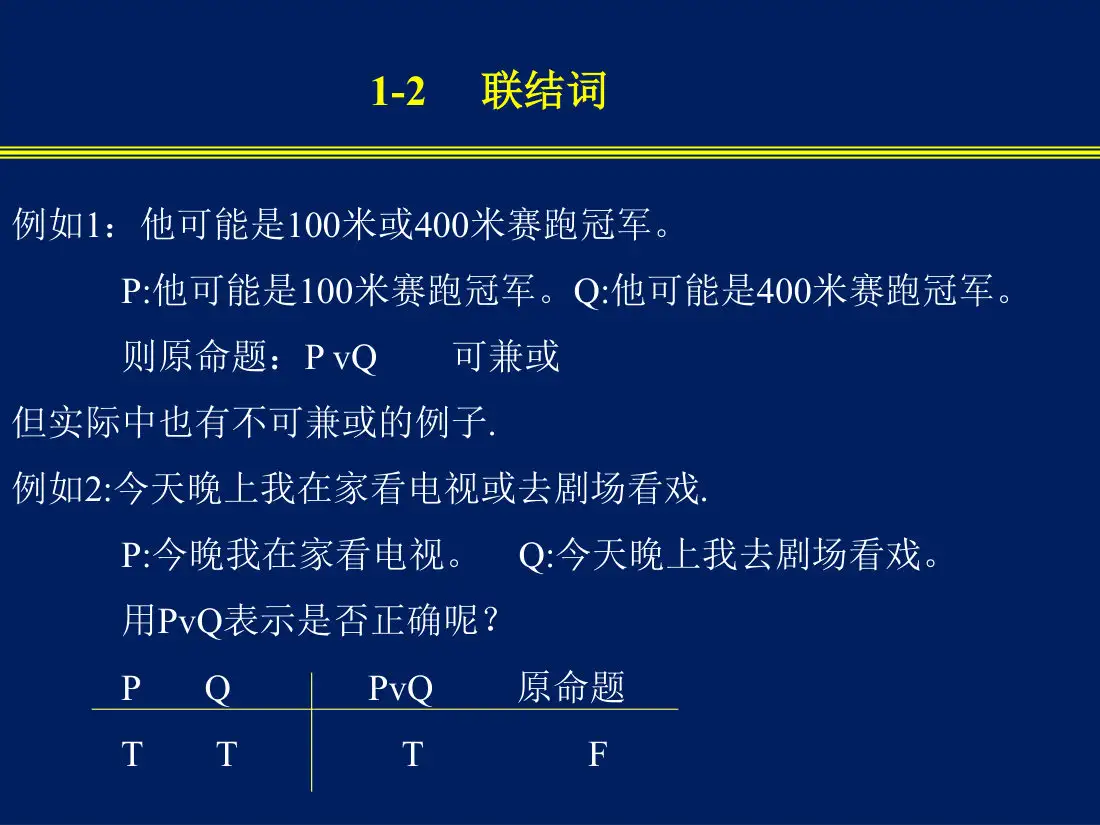 1-2 联结词
例如1：他可能是100米或400米赛跑冠军。
P:他可能是100米赛跑冠军。Q:他可能是400米赛跑冠军。
则原命题：P vQ 可兼或
但实际中也有不可兼或的例子.
例如2:今天晚上我在家看电视或去剧场看戏.
P:今晚我在家看电视。 Q:今天晚上我去剧场看戏。
用PvQ表示是否正确呢？
P Q PvQ 原命题
T T T F